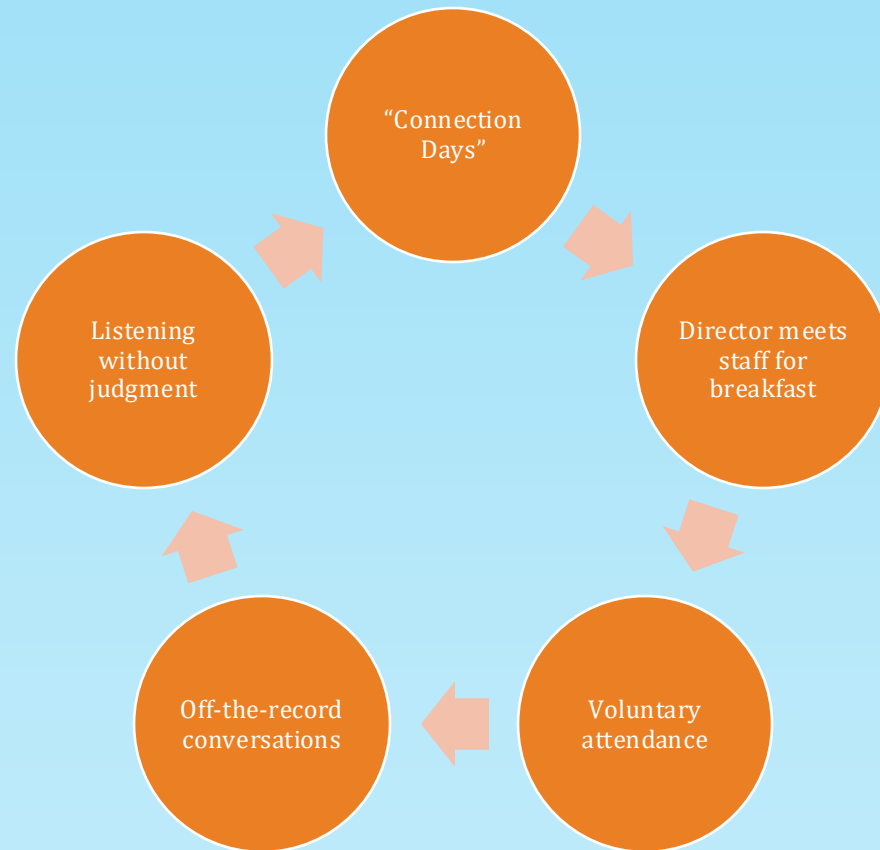 “Connection
Days”
Director meets
staff for
breakfast
Voluntary
attendance
Off-the-record
conversations
Listening
without
judgment